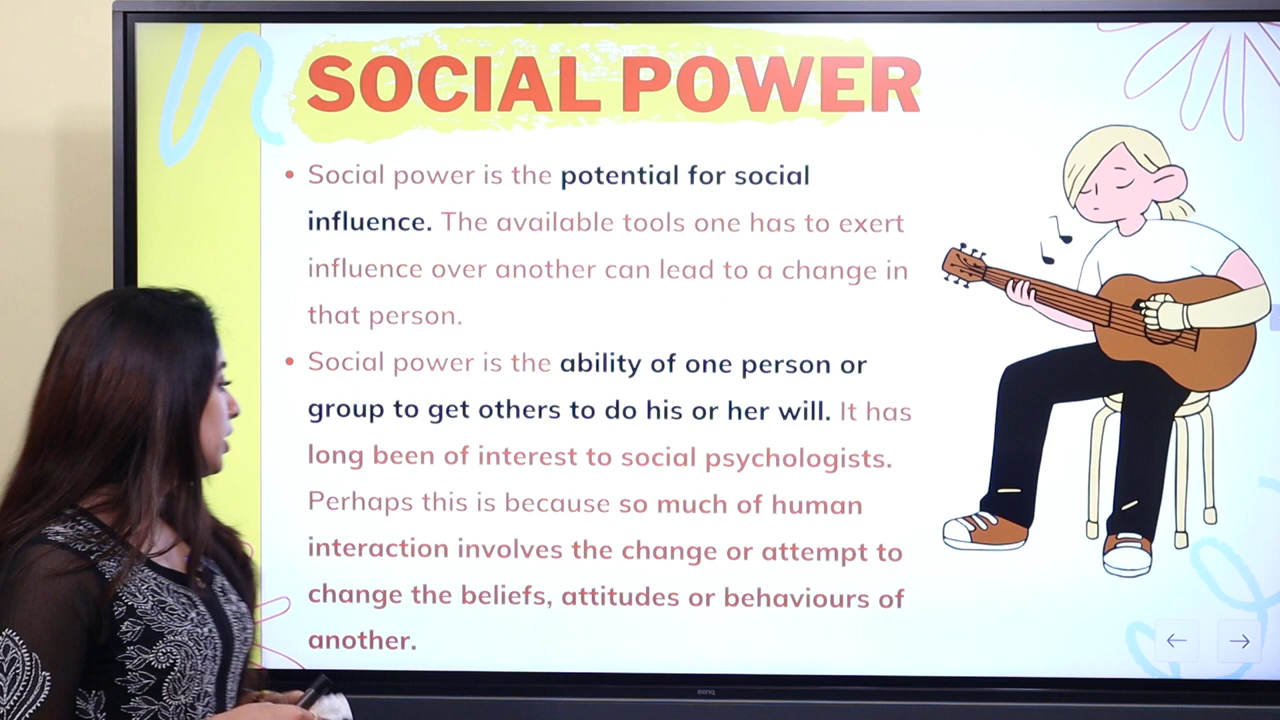 SOCIAL POWER
• Social power is the potential for social
influence. The available tools one has to exert
influence over another can lead to a change in
that person.
• Social power is the ability of one person or
group to get others to do his or her will. It has
long been of interest to social psychologists.
Perhaps this is because so much of human
interaction involves the change or attempt to
change the beliefs, attitudes or behaviours of
another.
BenQ